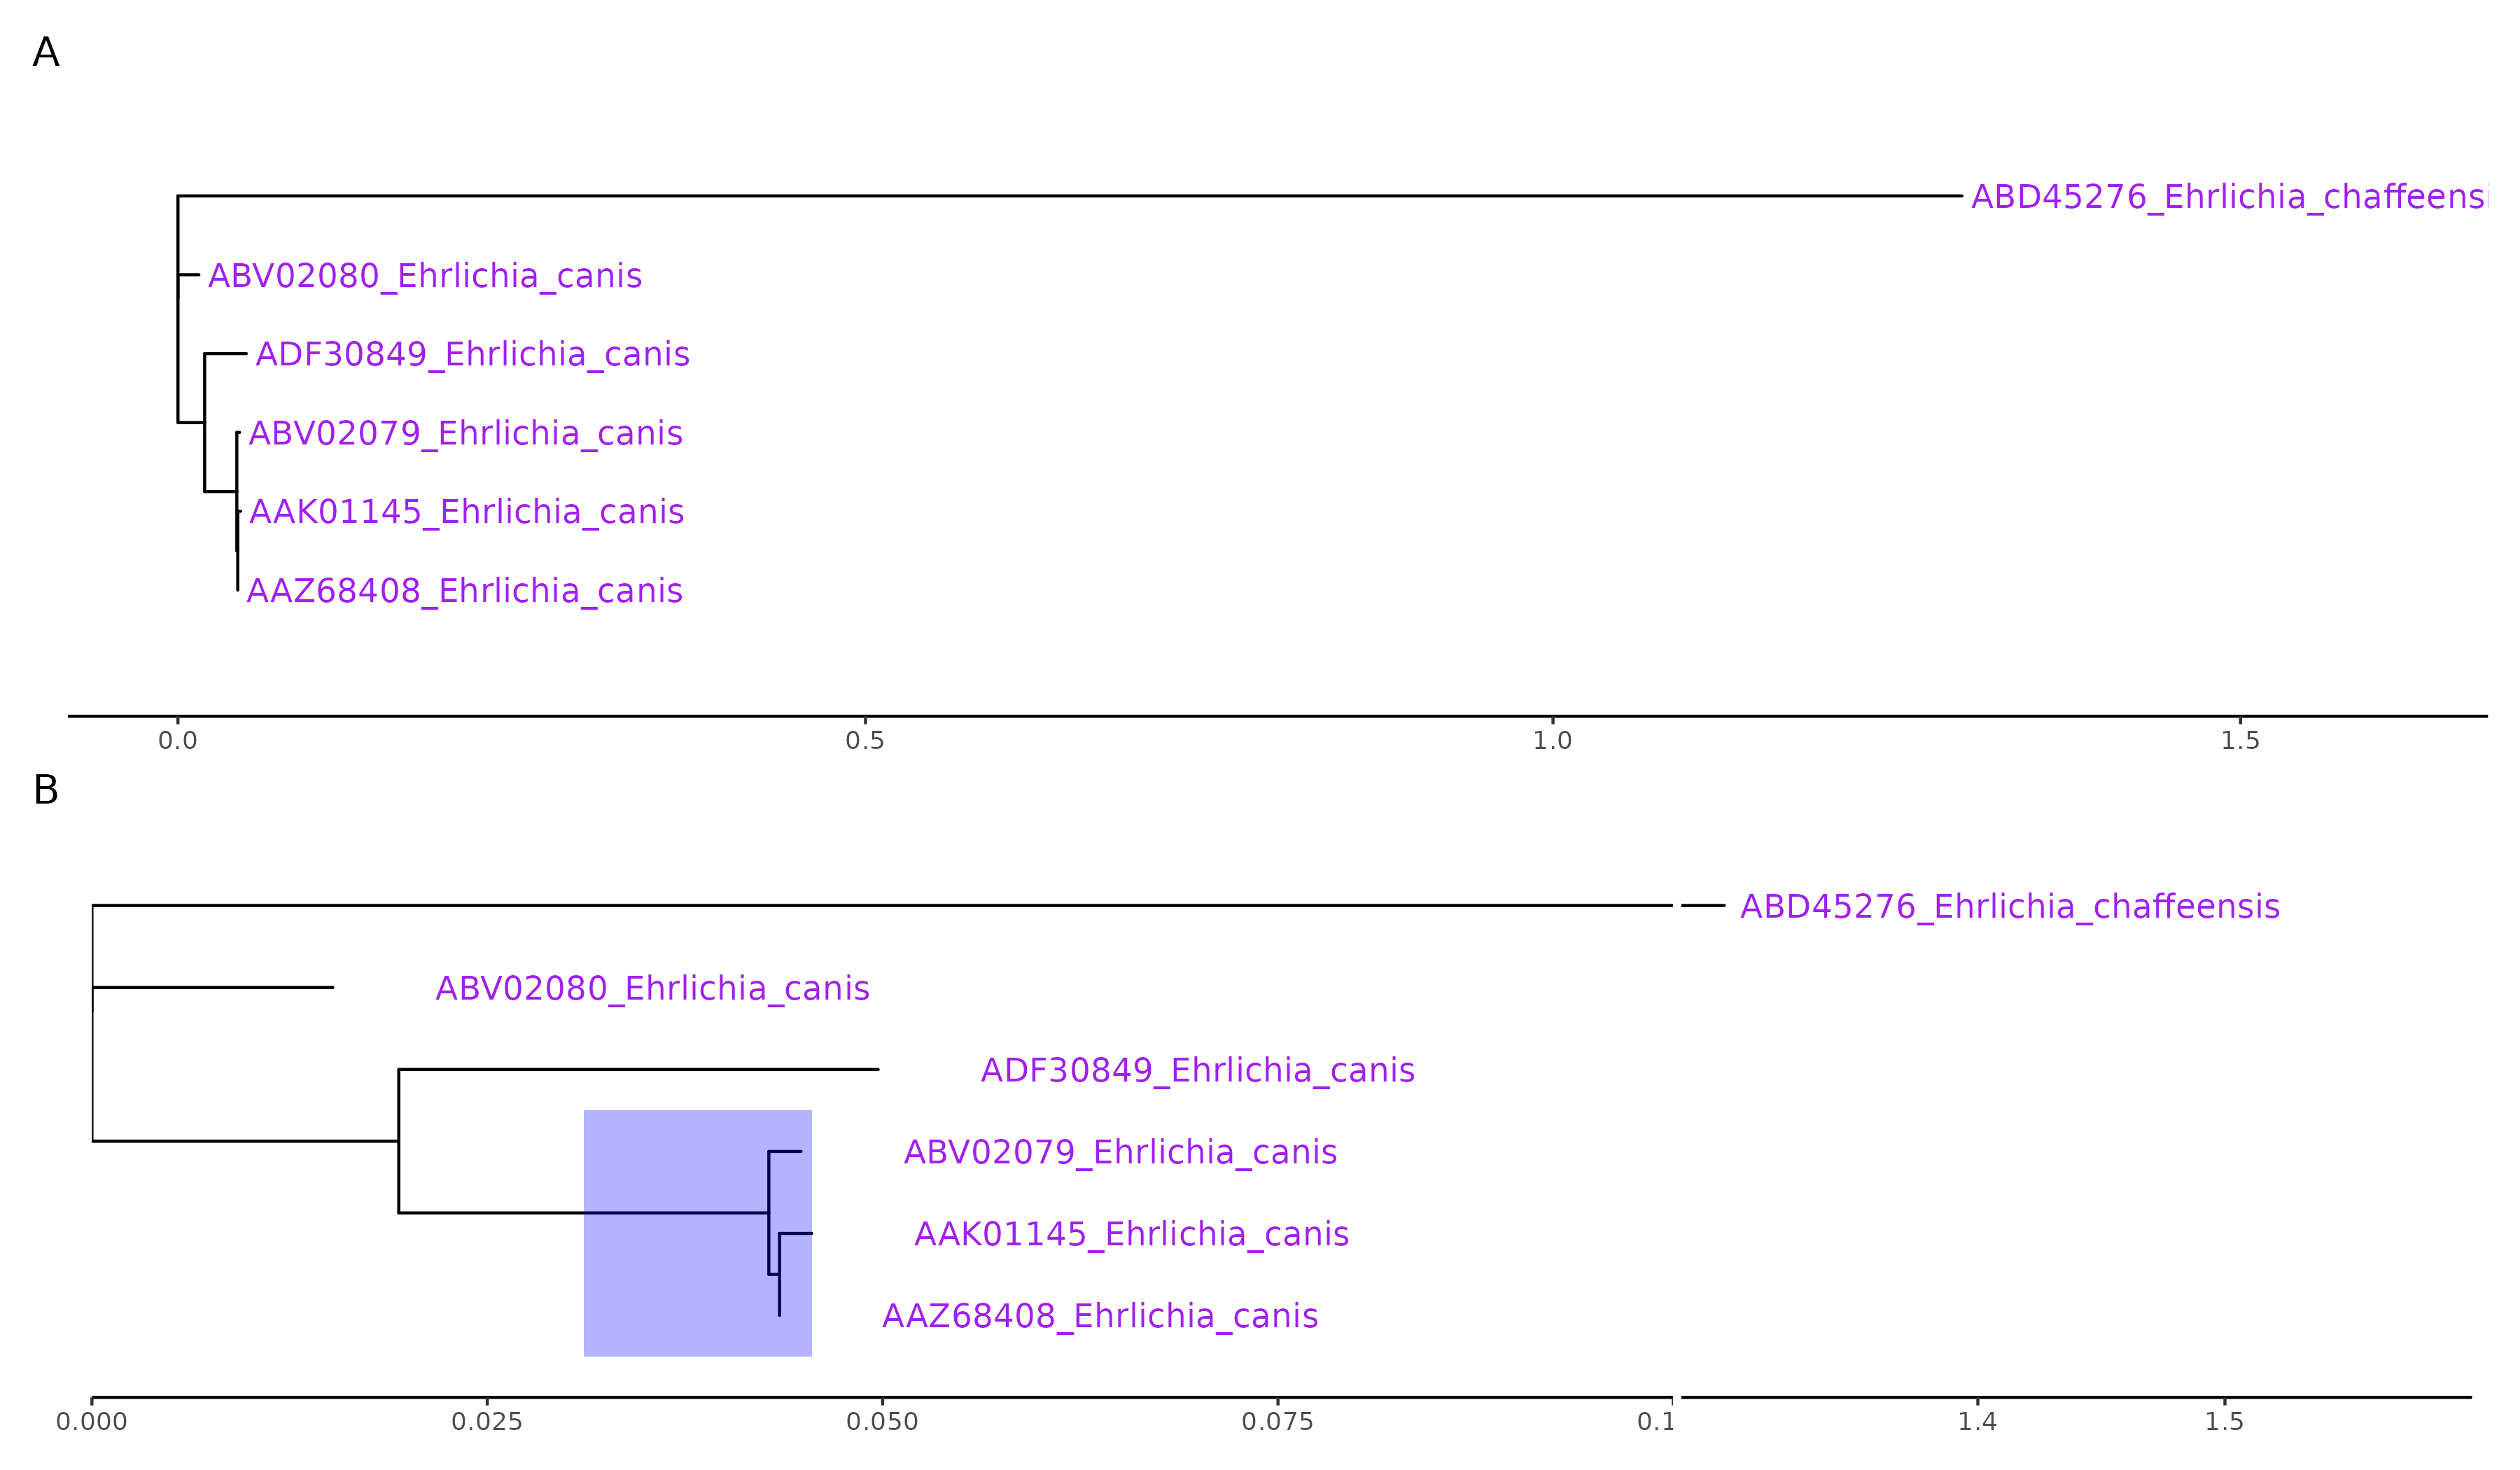 A
ABD45276_Ehrlichia_chaffeensi
ABV02080_Ehrlichia_canis
ADF30849_Ehrlichia_canis
ABV02079_Ehrlichia_canis
AAK01145_Ehrlichia_canis
AAZ68408_Ehrlichia_canis
0.0 0.5 1.0 1.5
B
ABD45276_Ehrlichia_chaffeensis
ABV02080_Ehrlichia_canis
ADF30849_Ehrlichia_canis
ABV02079_Ehrlichia_canis
AAK01145_Ehrlichia_canis
AAZ68408_Ehrlichia_canis
0.000 0.025 0.050 0.075 0.1 1.4 1.5